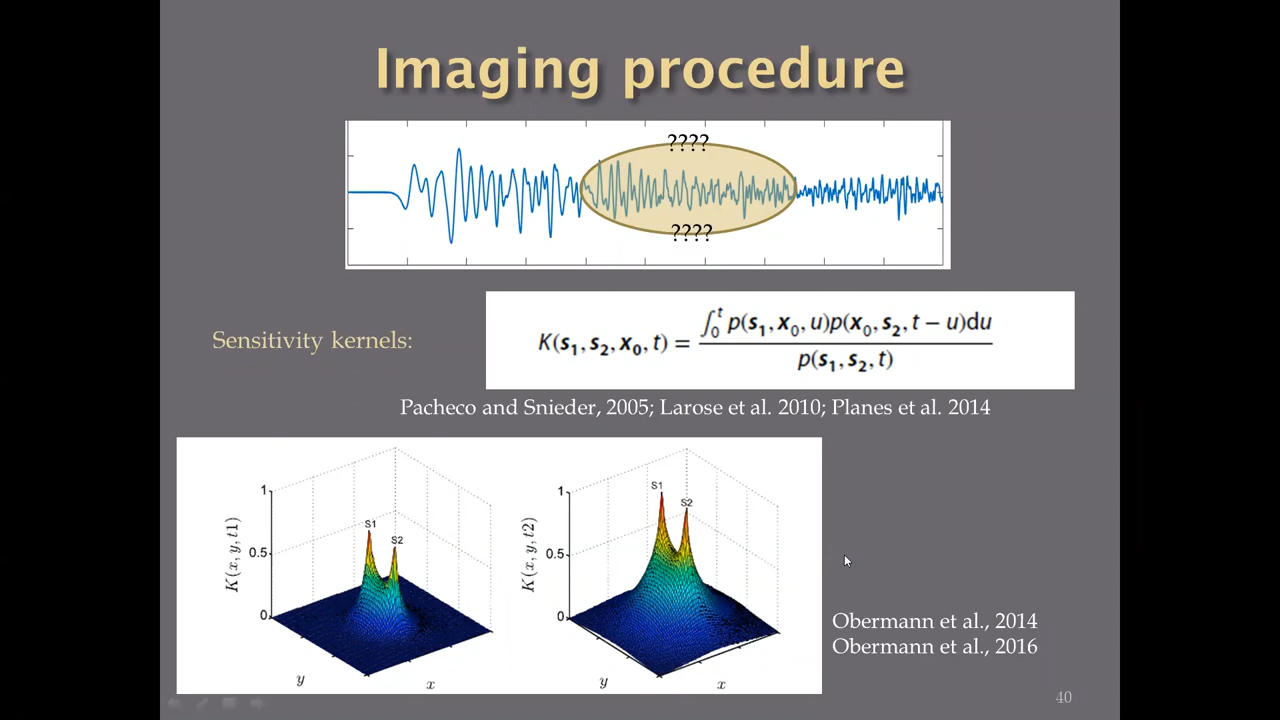 Imaging procedure
????
????
Sensitivity kernels:
K(s₁, s₂, x₀, t) = ∫₀ᵗ p(s₁, x₀, u)p(x₀, s₂, t − u)du / p(s₁, s₂, t)
Pacheco and Snieder, 2005; Larose et al. 2010; Planes et al. 2014
K(x, y, t1)
1
0.5
0
S1
S2
y
x
K(x, y, t2)
1
0.5
0
S1
S2
y
x
Obermann et al., 2014
Obermann et al., 2016
40